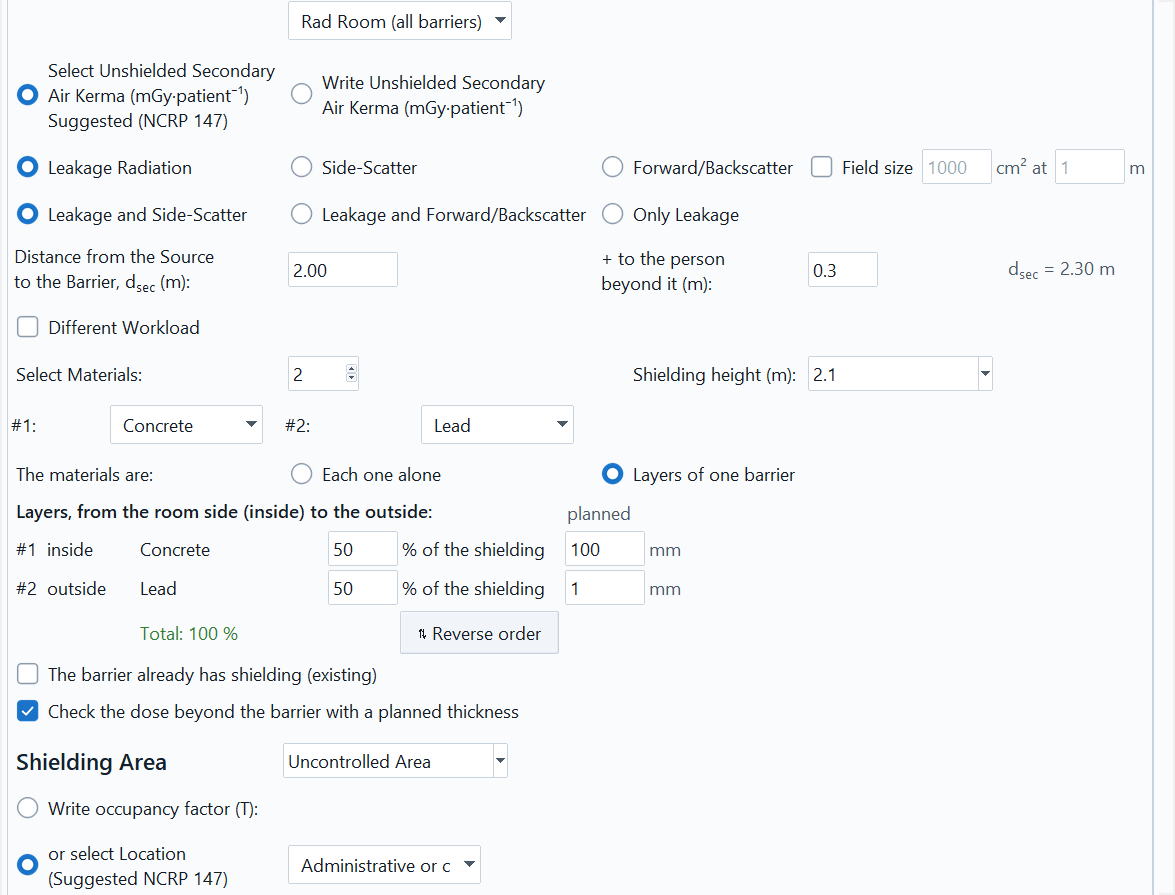 Rad Room (all barriers)
Select Unshielded Secondary
Air Kerma (mGy·patient⁻¹)
Suggested (NCRP 147)
Write Unshielded Secondary
Air Kerma (mGy·patient⁻¹)
Leakage Radiation
Side-Scatter
Forward/Backscatter
Field size 1000 cm² at 1 m
Leakage and Side-Scatter
Leakage and Forward/Backscatter
Only Leakage
Distance from the Source
to the Barrier, dsec (m):
2.00
+ to the person
beyond it (m):
0.3
dsec = 2.30 m
Different Workload
Select Materials: 2
Shielding height (m): 2.1
#1: Concrete
#2: Lead
The materials are:
Each one alone
Layers of one barrier
Layers, from the room side (inside) to the outside:
planned
#1 inside Concrete 50 % of the shielding 100 mm
#2 outside Lead 50 % of the shielding 1 mm
Total: 100 %
⇅ Reverse order
The barrier already has shielding (existing)
Check the dose beyond the barrier with a planned thickness
Shielding Area
Uncontrolled Area
Write occupancy factor (T):
or select Location
(Suggested NCRP 147)
Administrative or c